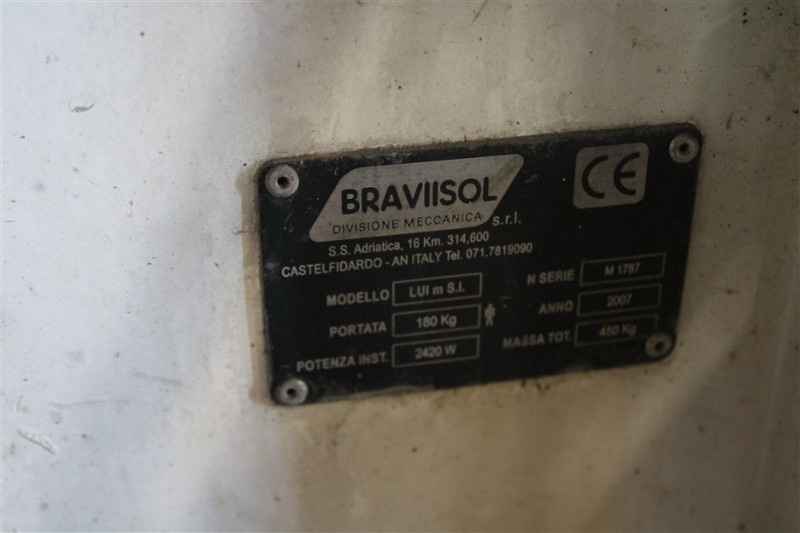 BRAVIISOL
DIVISIONE MECCANICA s.r.l.
CE
S.S. Adriatica, 16 Km. 314,600
CASTELFIDARDO - AN ITALY Tel. 071.7819090
MODELLO LUI m S.I.
N SERIE M 1787
PORTATA 180 Kg
ANNO 2007
POTENZA INST. 2420 W
MASSA TOT. 450 Kg